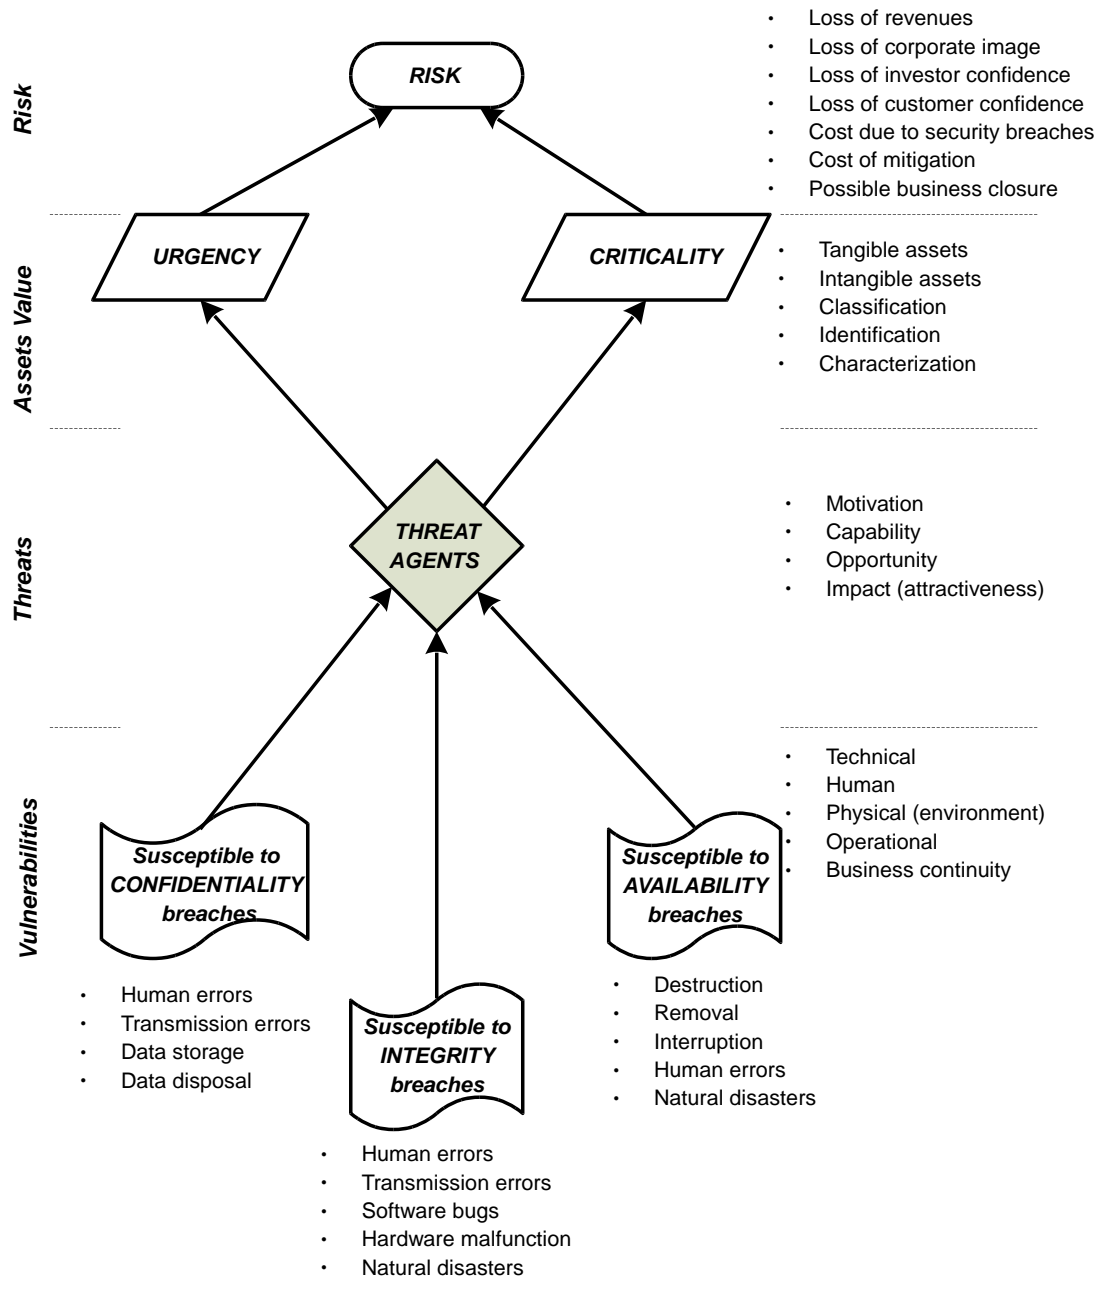 Risk
RISK
• Loss of revenues
• Loss of corporate image
• Loss of investor confidence
• Loss of customer confidence
• Cost due to security breaches
• Cost of mitigation
• Possible business closure
Assets Value
URGENCY
CRITICALITY
• Tangible assets
• Intangible assets
• Classification
• Identification
• Characterization
Threats
THREAT
AGENTS
• Motivation
• Capability
• Opportunity
• Impact (attractiveness)
Vulnerabilities
• Technical
• Human
• Physical (environment)
• Operational
• Business continuity
Susceptible to
CONFIDENTIALITY
breaches
• Human errors
• Transmission errors
• Data storage
• Data disposal
Susceptible to
INTEGRITY
breaches
• Human errors
• Transmission errors
• Software bugs
• Hardware malfunction
• Natural disasters
Susceptible to
AVAILABILITY
breaches
• Destruction
• Removal
• Interruption
• Human errors
• Natural disasters